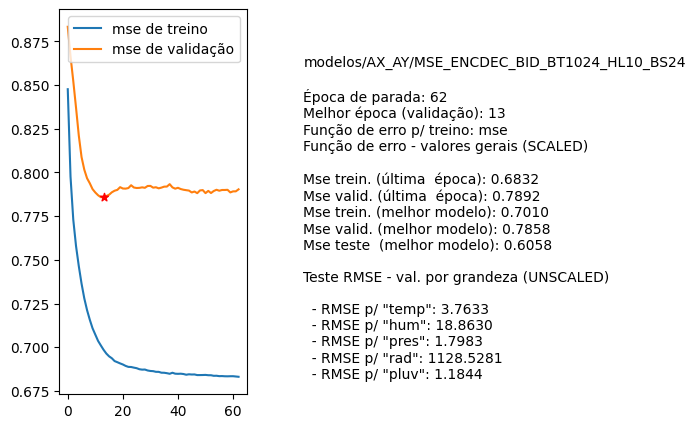 mse de treino
mse de validação
0.875
0.850
0.825
0.800
0.775
0.750
0.725
0.700
0.675
0
20
40
60
modelos/AX_AY/MSE_ENCDEC_BID_BT1024_HL10_BS24
Época de parada: 62
Melhor época (validação): 13
Função de erro p/ treino: mse
Função de erro - valores gerais (SCALED)
Mse trein. (última  época): 0.6832
Mse valid. (última  época): 0.7892
Mse trein. (melhor modelo): 0.7010
Mse valid. (melhor modelo): 0.7858
Mse teste  (melhor modelo): 0.6058
Teste RMSE - val. por grandeza (UNSCALED)
- RMSE p/ "temp": 3.7633
- RMSE p/ "hum": 18.8630
- RMSE p/ "pres": 1.7983
- RMSE p/ "rad": 1128.5281
- RMSE p/ "pluv": 1.1844